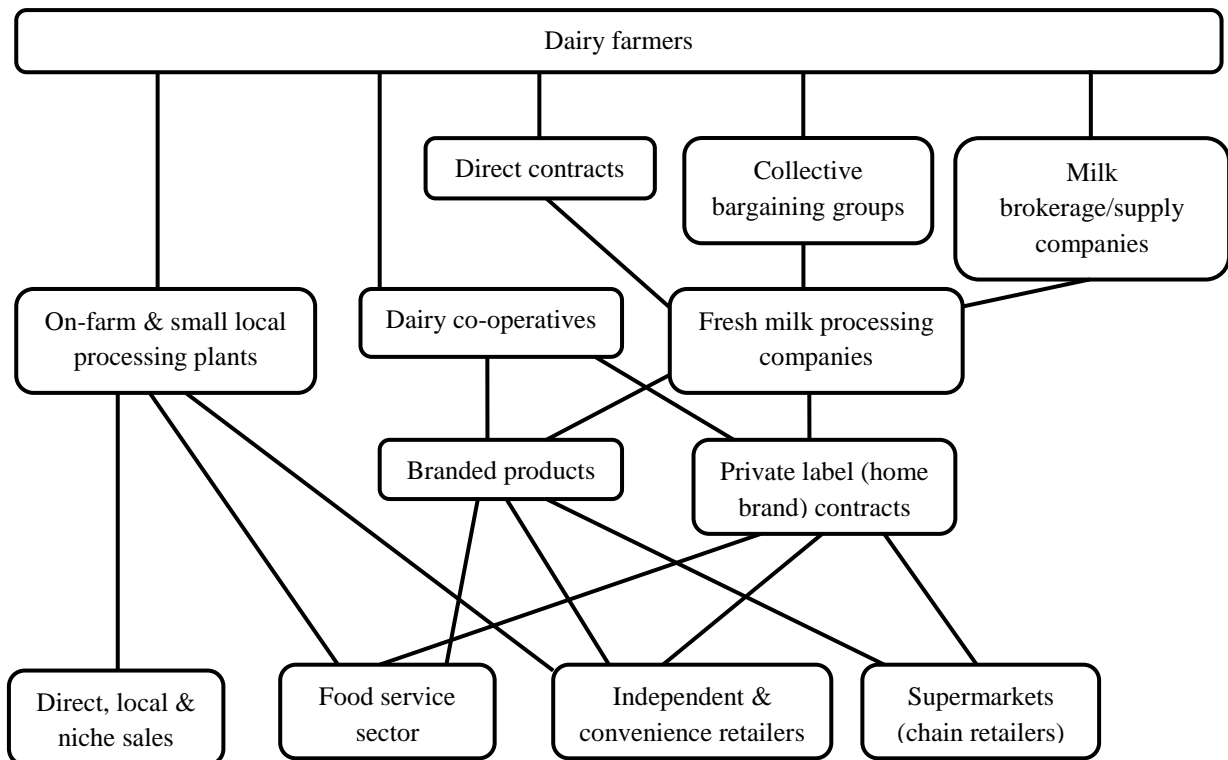 Dairy farmers
Direct contracts
Collective
bargaining groups
Milk
brokerage/supply
companies
On-farm & small local
processing plants
Dairy co-operatives
Fresh milk processing
companies
Branded products
Private label (home
brand) contracts
Direct, local &
niche sales
Food service
sector
Independent &
convenience retailers
Supermarkets
(chain retailers)